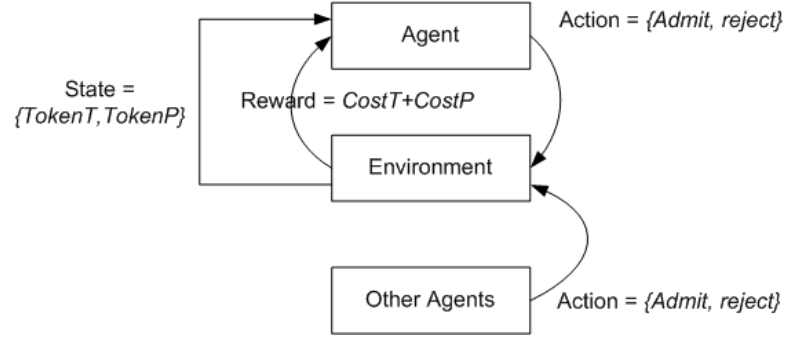 Agent
Action = {Admit, reject}
State =
{TokenT,TokenP}
Reward = CostT+CostP
Environment
Other Agents
Action = {Admit, reject}